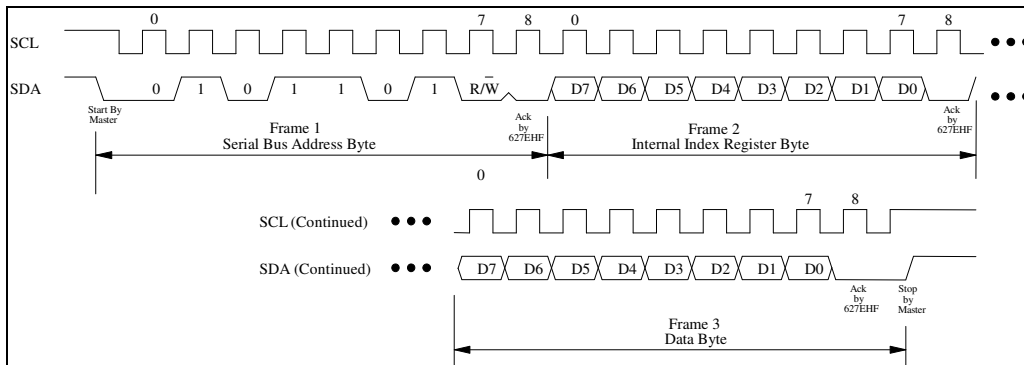 0 7 8 0 7 8
SCL
SDA 0 1 0 1 1 0 1 R/W̅ D7 D6 D5 D4 D3 D2 D1 D0
Start By
Master
Ack
by
627EHF
Ack
by
627EHF
Frame 1
Serial Bus Address Byte
Frame 2
Internal Index Register Byte
0
7 8
SCL (Continued)
SDA (Continued) D7 D6 D5 D4 D3 D2 D1 D0
Ack
by
627EHF
Stop
by
Master
Frame 3
Data Byte